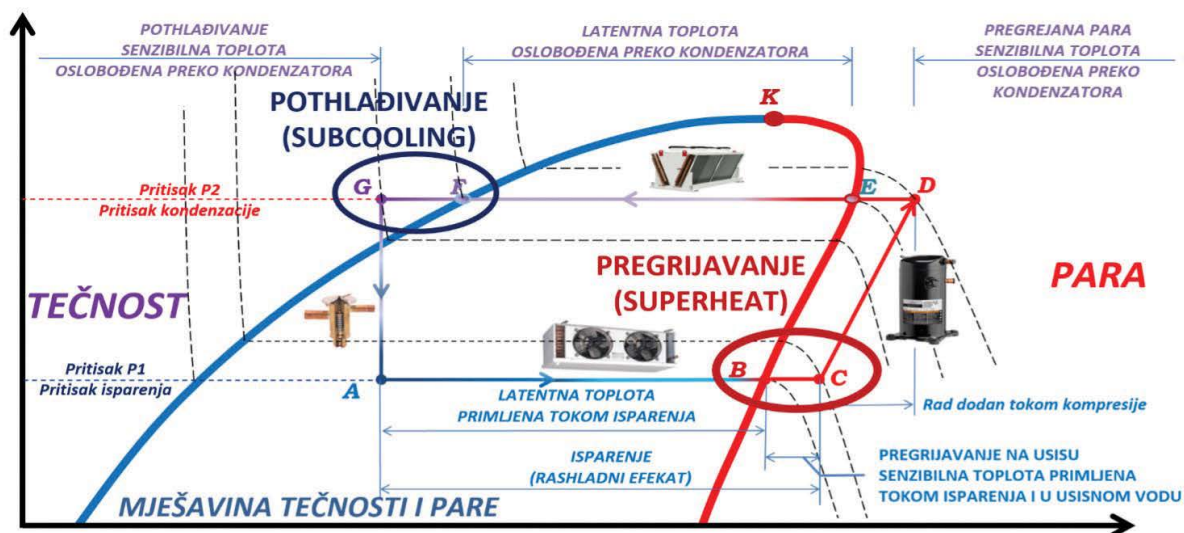 POTHLAĐIVANJE
SENZIBILNA TOPLOTA
OSLOBOĐENA PREKO KONDENZATORA
LATENTNA TOPLOTA
OSLOBOĐENA PREKO KONDENZATORA
PREGREJANA PARA
SENZIBILNA TOPLOTA
OSLOBOĐENA PREKO
KONDENZATORA
POTHLAĐIVANJE
(SUBCOOLING)
K
G
F
E
D
Pritisak P2
Pritisak kondenzacije
PREGRIJAVANJE
(SUPERHEAT)
PARA
TEČNOST
Pritisak P1
Pritisak isparenja
A
B
C
LATENTNA TOPLOTA
PRIMLJENA TOKOM ISPARENJA
Rad dodan tokom kompresije
ISPARENJE
(RASHLADNI EFEKAT)
PREGRIJAVANJE NA USISU
SENZIBILNA TOPLOTA PRIMLJENA
TOKOM ISPARENJA I U USISNOM VODU
MJEŠAVINA TEČNOSTI I PARE